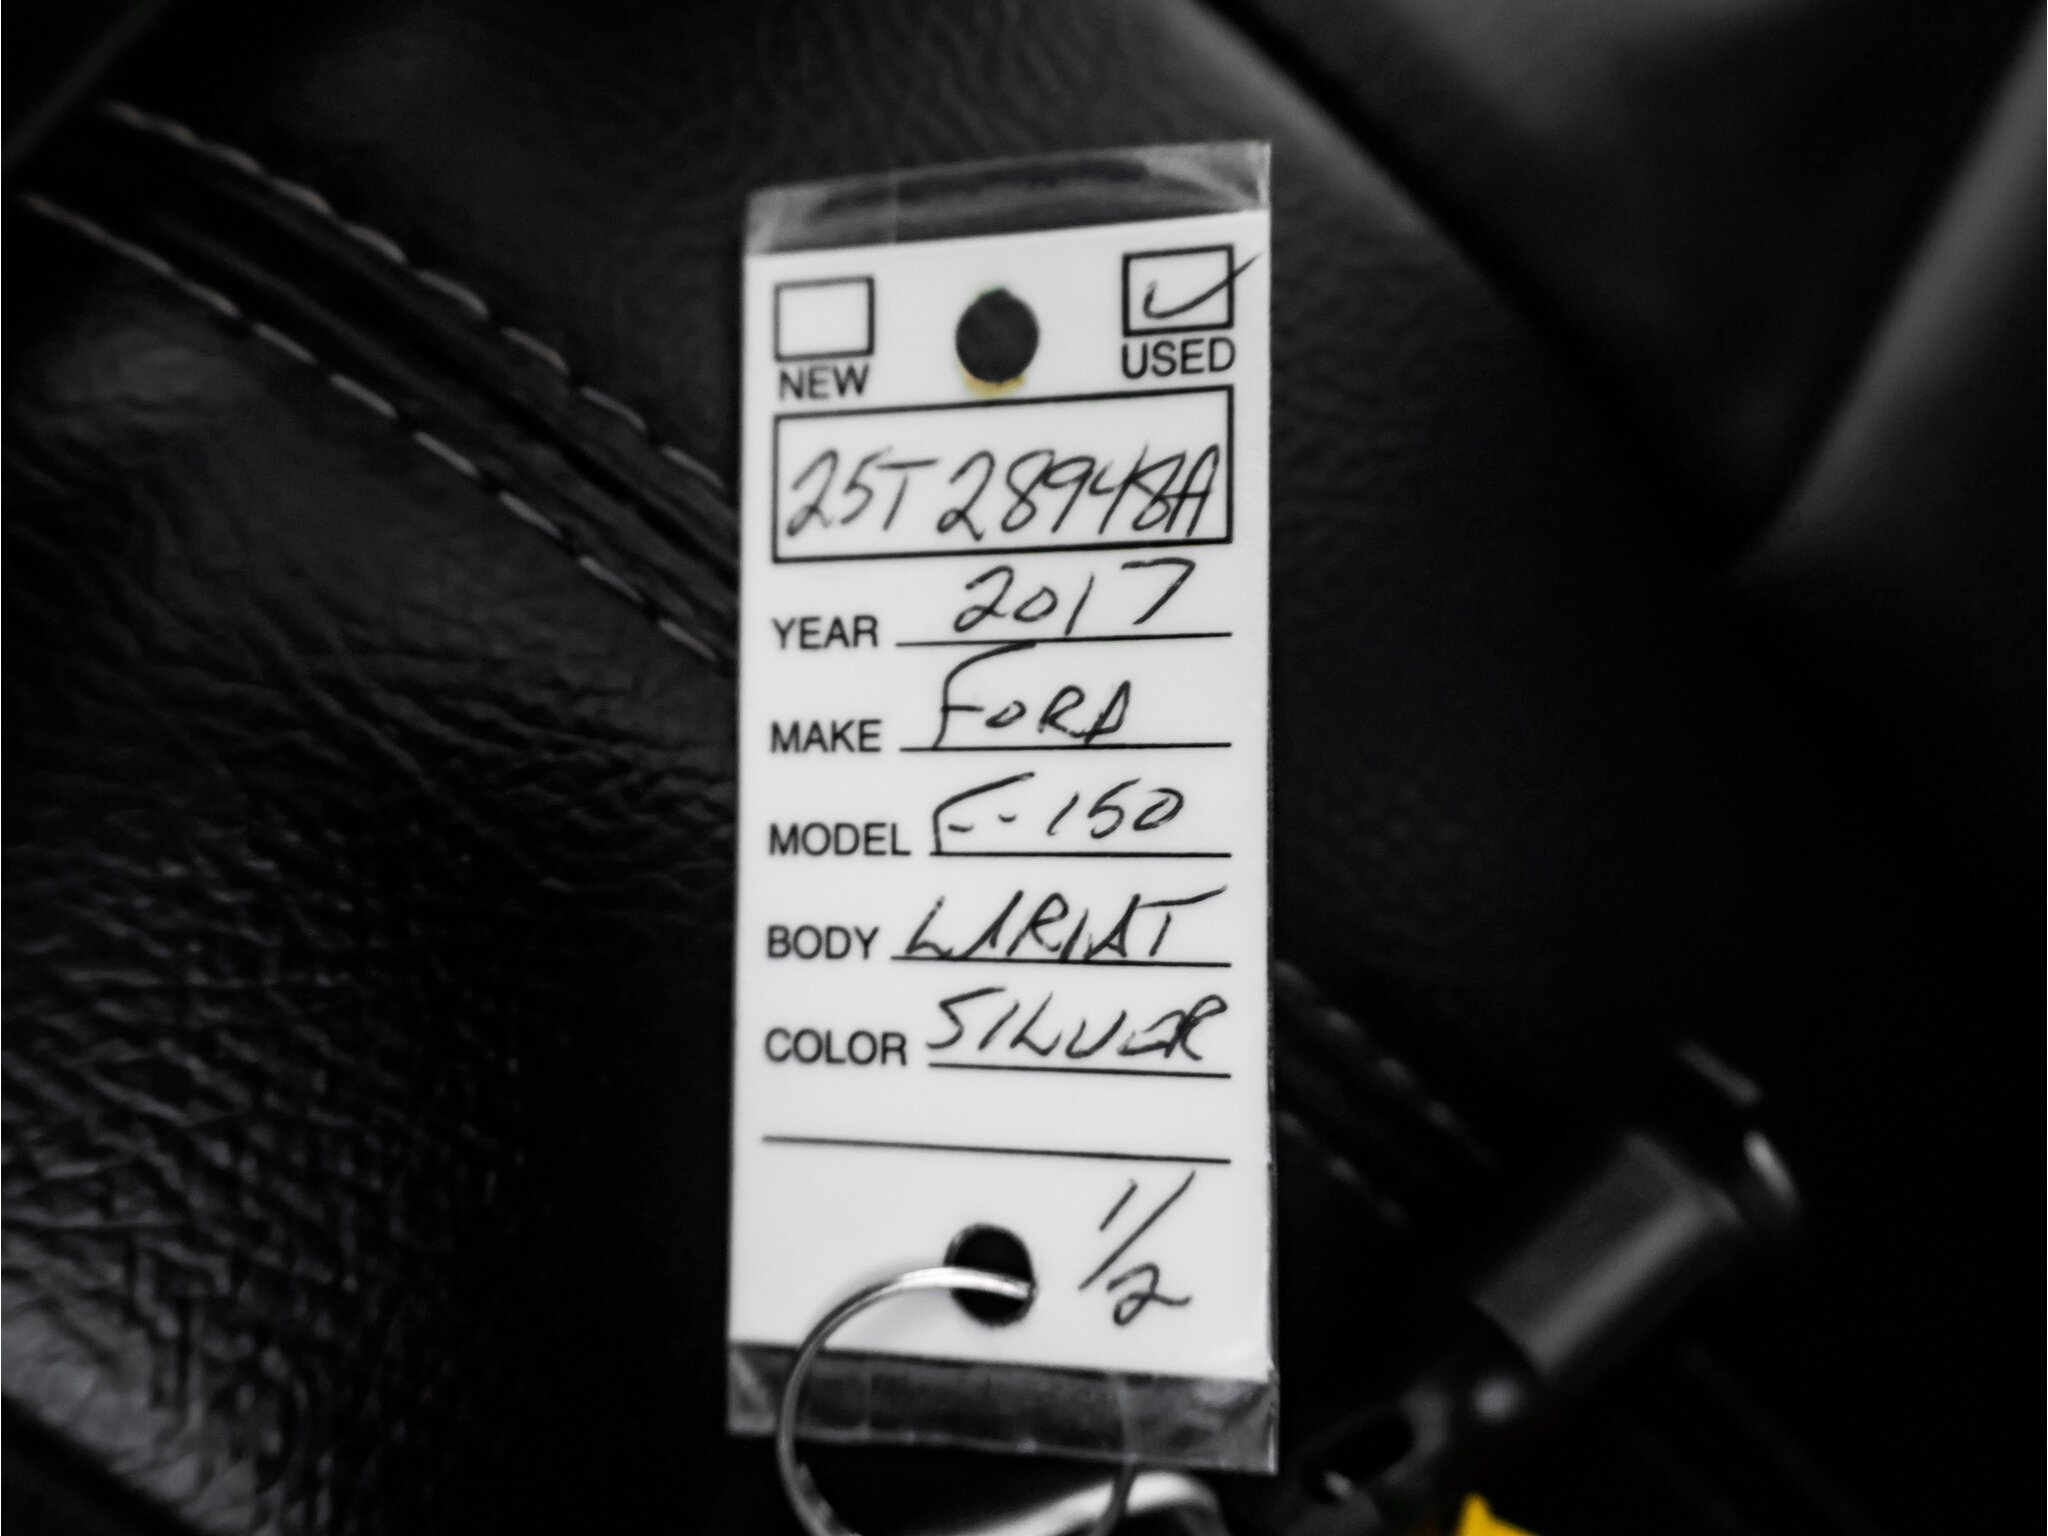 NEW USED
25T28948A
YEAR 2017
MAKE FORD
MODEL F-150
BODY LARIAT
COLOR SILVER
1/2